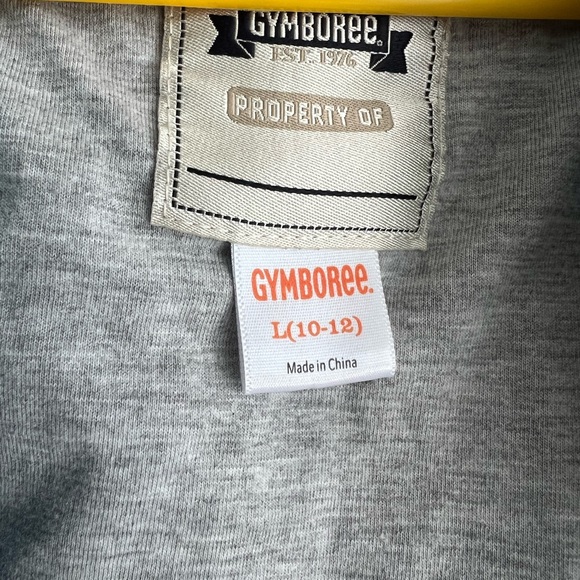 GYMBOREE
EST. 1976
PROPERTY OF
GYMBOREE.
L(10-12)
Made in China